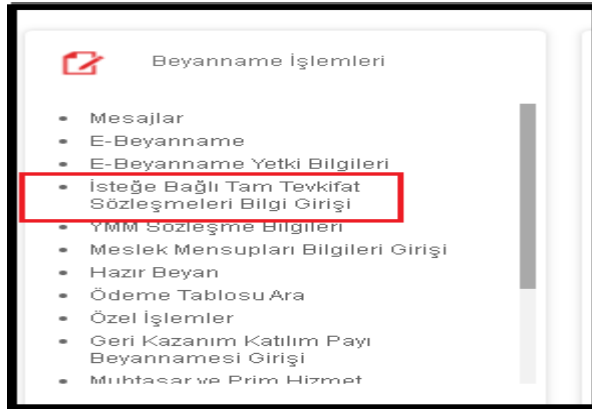 Beyanname İşlemleri
Mesajlar
E-Beyanname
E-Beyanname Yetki Bilgileri
İsteğe Bağlı Tam Tevkifat
Sözleşmeleri Bilgi Girişi
YMM Sözleşme Bilgileri
Meslek Mensupları Bilgileri Girişi
Hazır Beyan
Ödeme Tablosu Ara
Özel İşlemler
Geri Kazanım Katılım Payı
Beyannamesi Girişi
Muhtasar ve Prim Hizmet